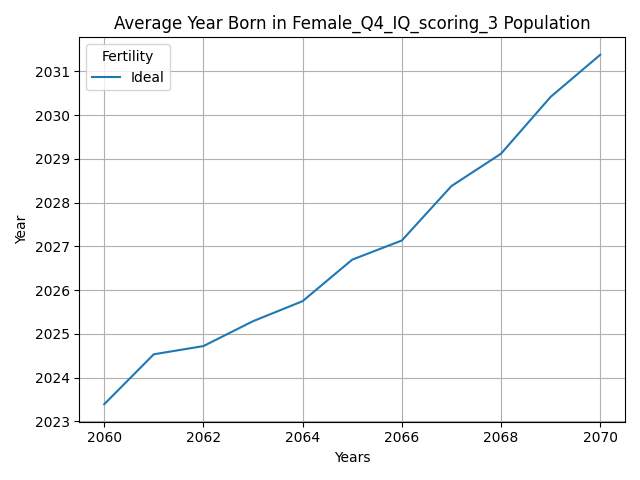 Average Year Born in Female_Q4_IQ_scoring_3 Population
Fertility
Ideal
2031
2030
2029
2028
2027
2026
2025
2024
2023
Year
2060 2062 2064 2066 2068 2070
Years